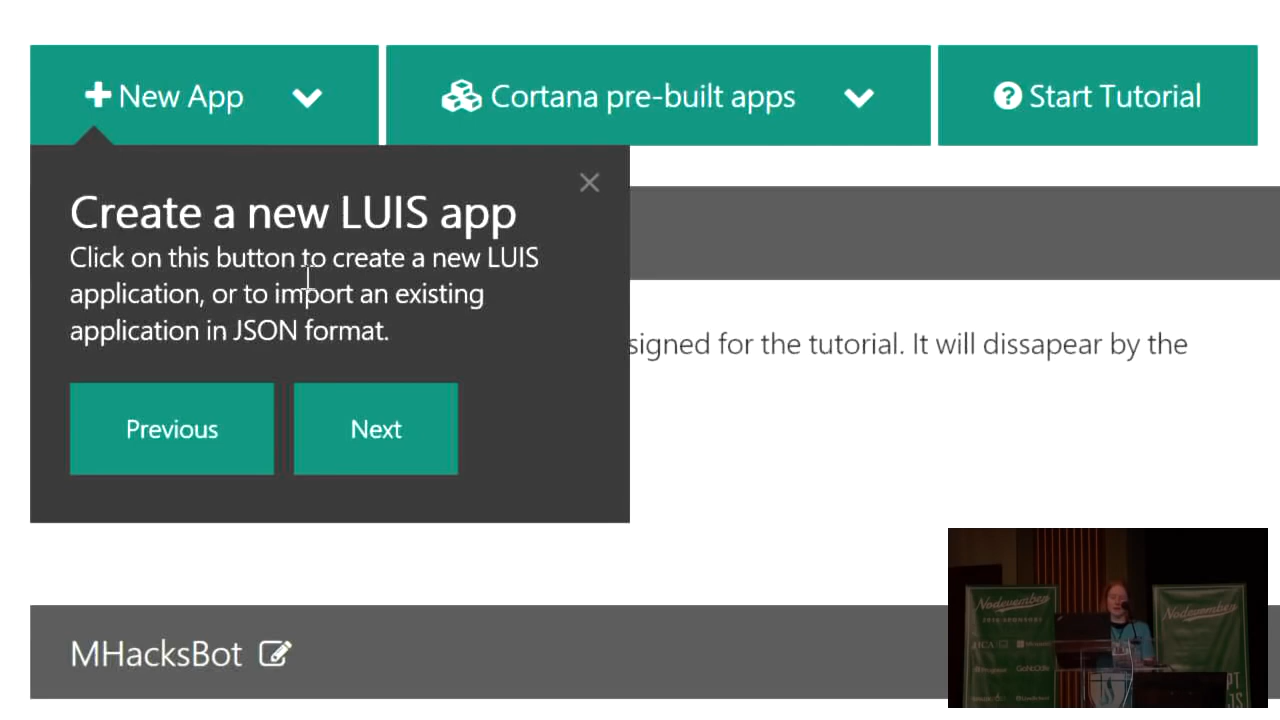 New App
Cortana pre-built apps
Start Tutorial
Create a new LUIS app
Click on this button to create a new LUIS
application, or to import an existing
application in JSON format.
signed for the tutorial. It will dissapear by the
Previous
Next
MHacksBot
Nodevember
Nodevember